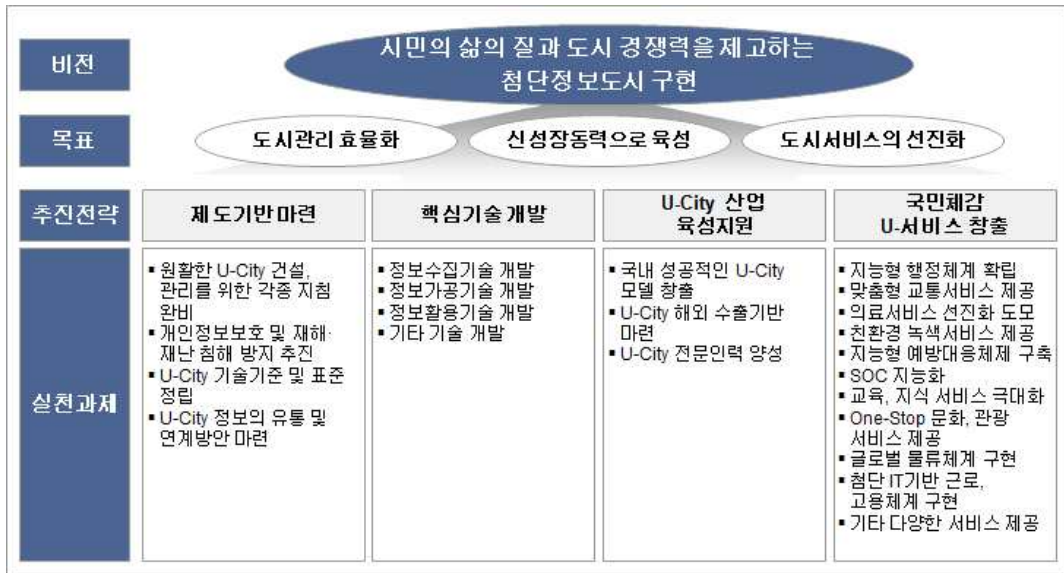 비전
시민의 삶의 질과 도시 경쟁력을 제고하는
첨단정보도시 구현
목표
도시관리 효율화
신성장동력으로 육성
도시서비스의 선진화
추진전략
제도기반 마련
핵심기술 개발
U-City 산업
육성지원
국민체감
U-서비스 창출
실천과제
▪ 원활한 U-City 건설,
관리를 위한 각종 지침
완비
▪ 개인정보보호 및 재해·
재난 침해 방지 추진
▪ U-City 기술기준 및 표준
정립
▪ U-City 정보의 유통 및
연계방안 마련
▪ 정보수집기술 개발
▪ 정보가공기술 개발
▪ 정보활용기술 개발
▪ 기타 기술 개발
▪ 국내 성공적인 U-City
모델 창출
▪ U-City 해외 수출기반
마련
▪ U-City 전문인력 양성
▪ 지능형 행정체계 확립
▪ 맞춤형 교통서비스 제공
▪ 의료서비스 선진화 도모
▪ 친환경 녹색서비스 제공
▪ 지능형 예방대응체제 구축
▪ SOC 지능화
▪ 교육, 지식 서비스 극대화
▪ One-Stop 문화, 관광
서비스 제공
▪ 글로벌 물류체계 구현
▪ 첨단 IT기반 근로,
고용체계 구현
▪ 기타 다양한 서비스 제공